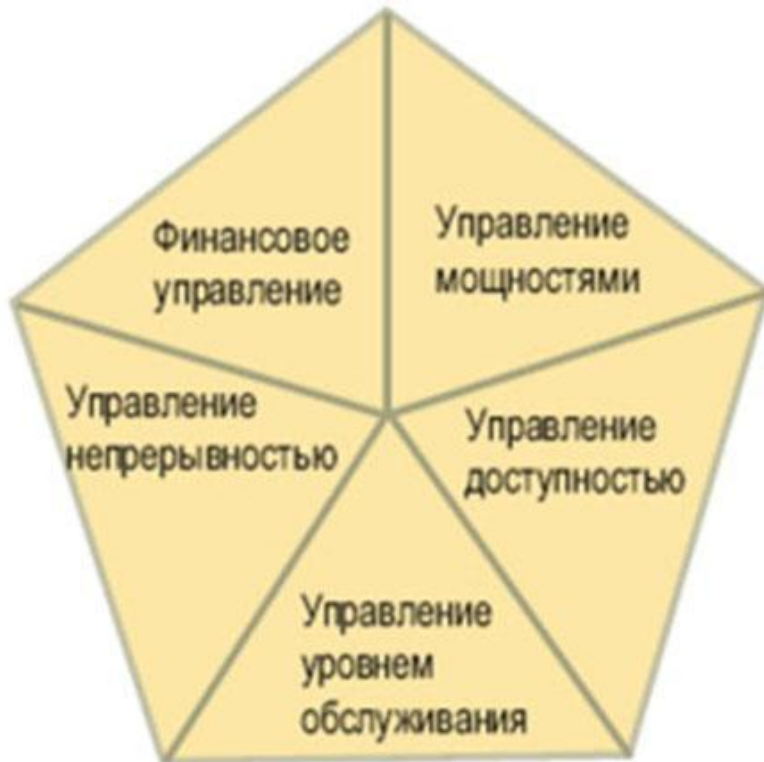 Финансовое
управление
Управление
мощностями
Управление
непрерывностью
Управление
доступностью
Управление
уровнем
обслуживания